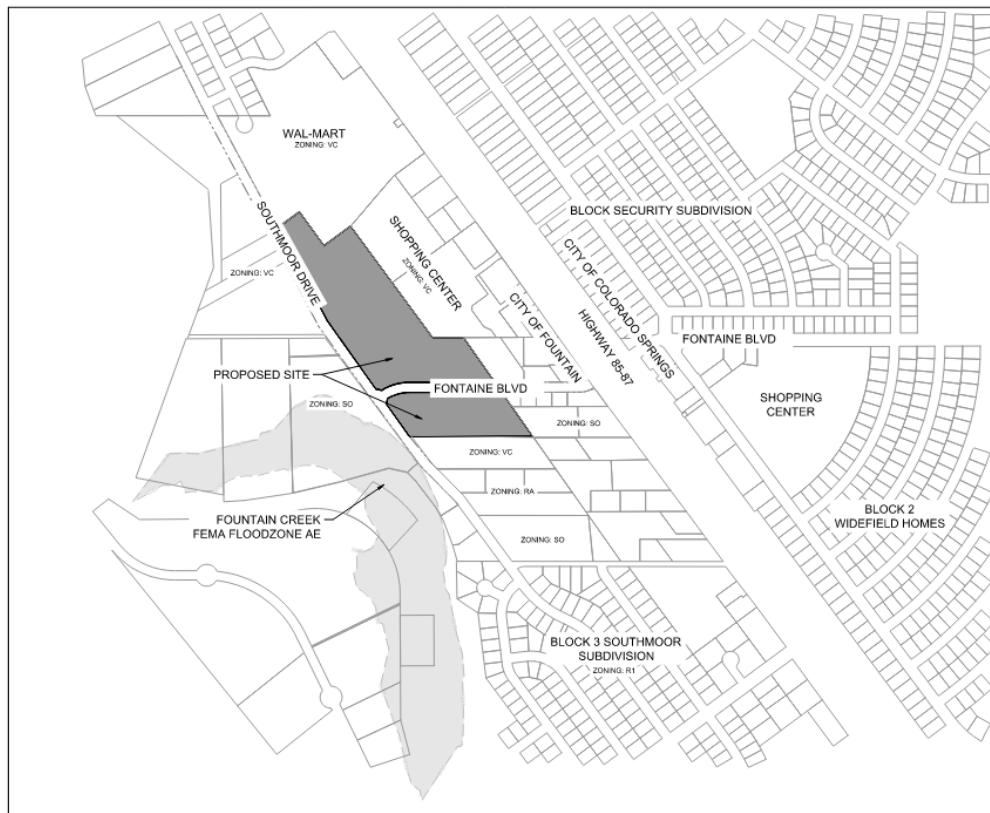 WAL-MART
ZONING: VC
SOUTHMOOR DRIVE
ZONING: VC
SHOPPING CENTER
ZONING: VC
BLOCK SECURITY SUBDIVISION
CITY OF COLORADO SPRINGS
CITY OF FOUNTAIN
HIGHWAY 85-87
FONTAINE BLVD
PROPOSED SITE
FONTAINE BLVD
ZONING: SO
SHOPPING
CENTER
ZONING: SO
ZONING: VC
ZONING: RA
FOUNTAIN CREEK
FEMA FLOODZONE AE
BLOCK 2
WIDEFIELD HOMES
ZONING: SO
BLOCK 3 SOUTHMOOR
SUBDIVISION
ZONING: R1